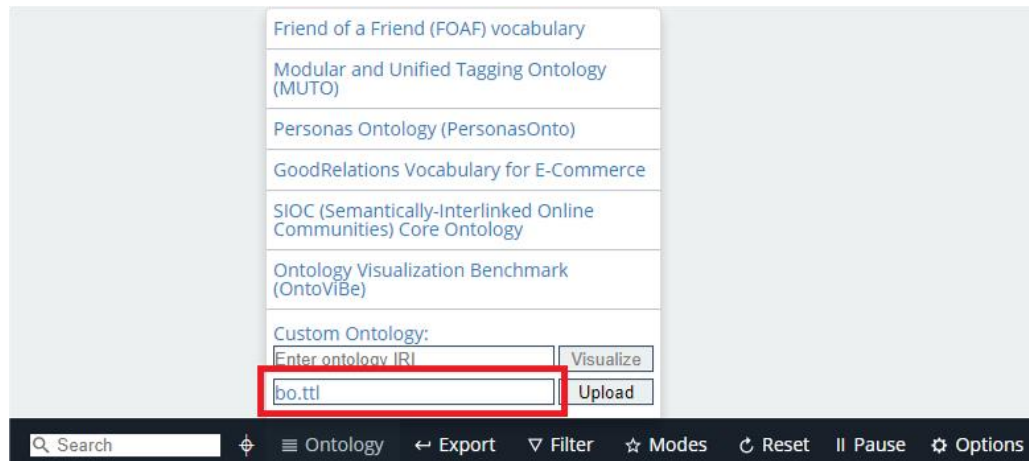 Friend of a Friend (FOAF) vocabulary
Modular and Unified Tagging Ontology
(MUTO)
Personas Ontology (PersonasOnto)
GoodRelations Vocabulary for E-Commerce
SIOC (Semantically-Interlinked Online
Communities) Core Ontology
Ontology Visualization Benchmark
(OntoViBe)
Custom Ontology:
Enter ontology IRI Visualize
bo.ttl Upload
Search Ontology Export Filter Modes Reset Pause Options